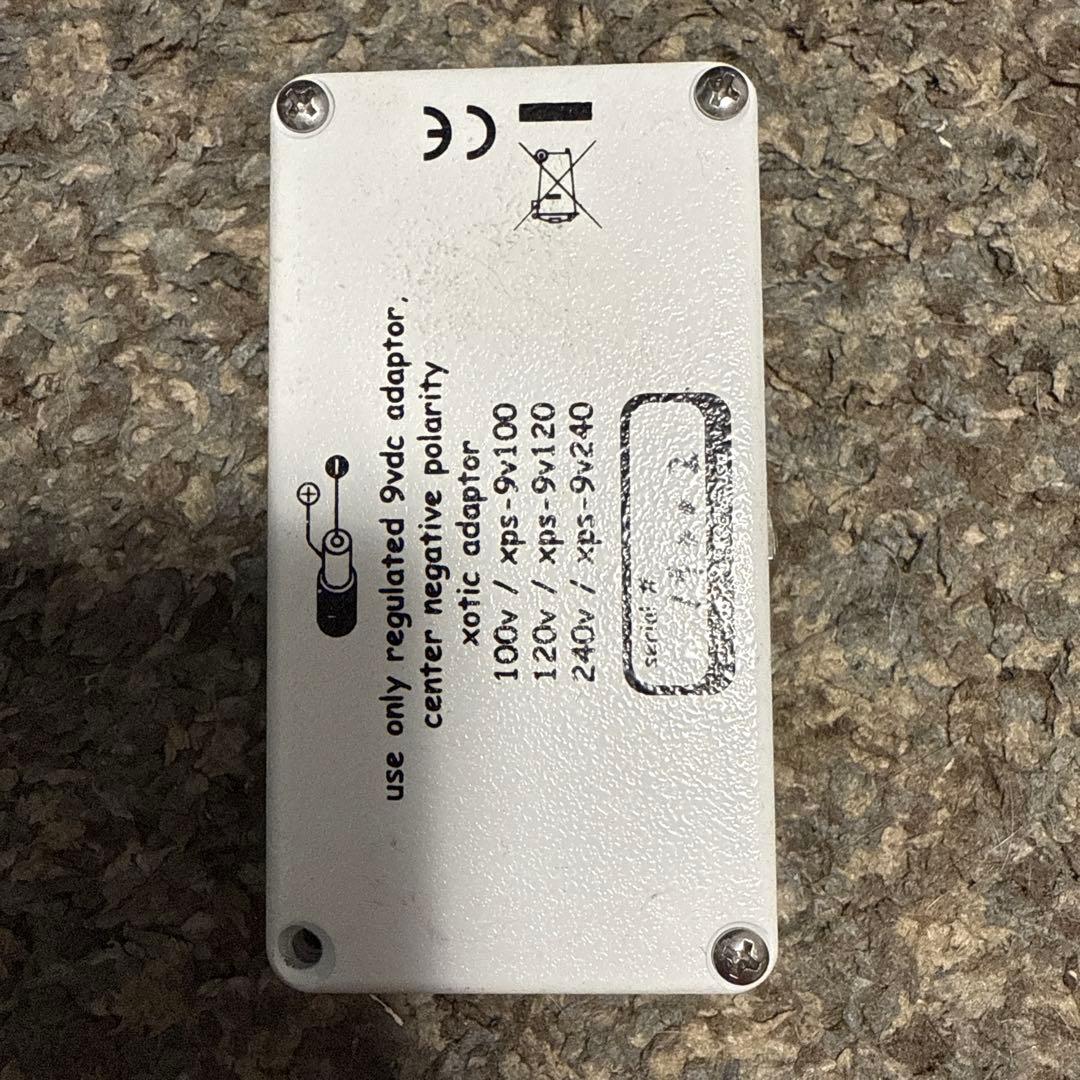 use only regulated 9vdc adaptor,
center negative polarity
xotic adaptor
100v / xps-9v100
120v / xps-9v120
240v / xps-9v240
serial #
CE